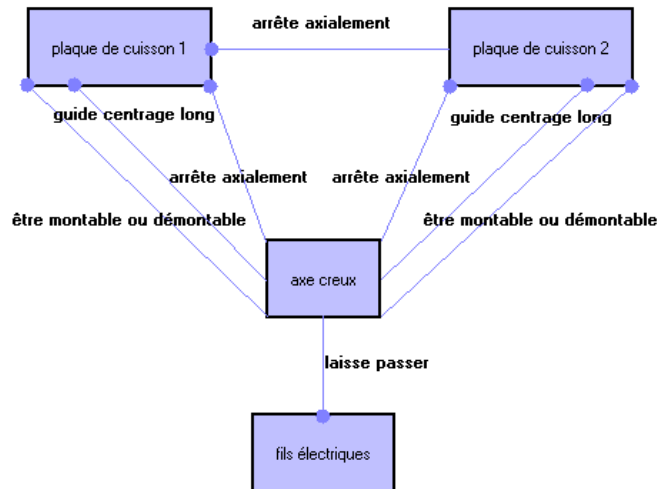 arrête axialement
plaque de cuisson 1
plaque de cuisson 2
guide centrage long
guide centrage long
arrête axialement
arrête axialement
être montable ou démontable
être montable ou démontable
axe creux
laisse passer
fils électriques